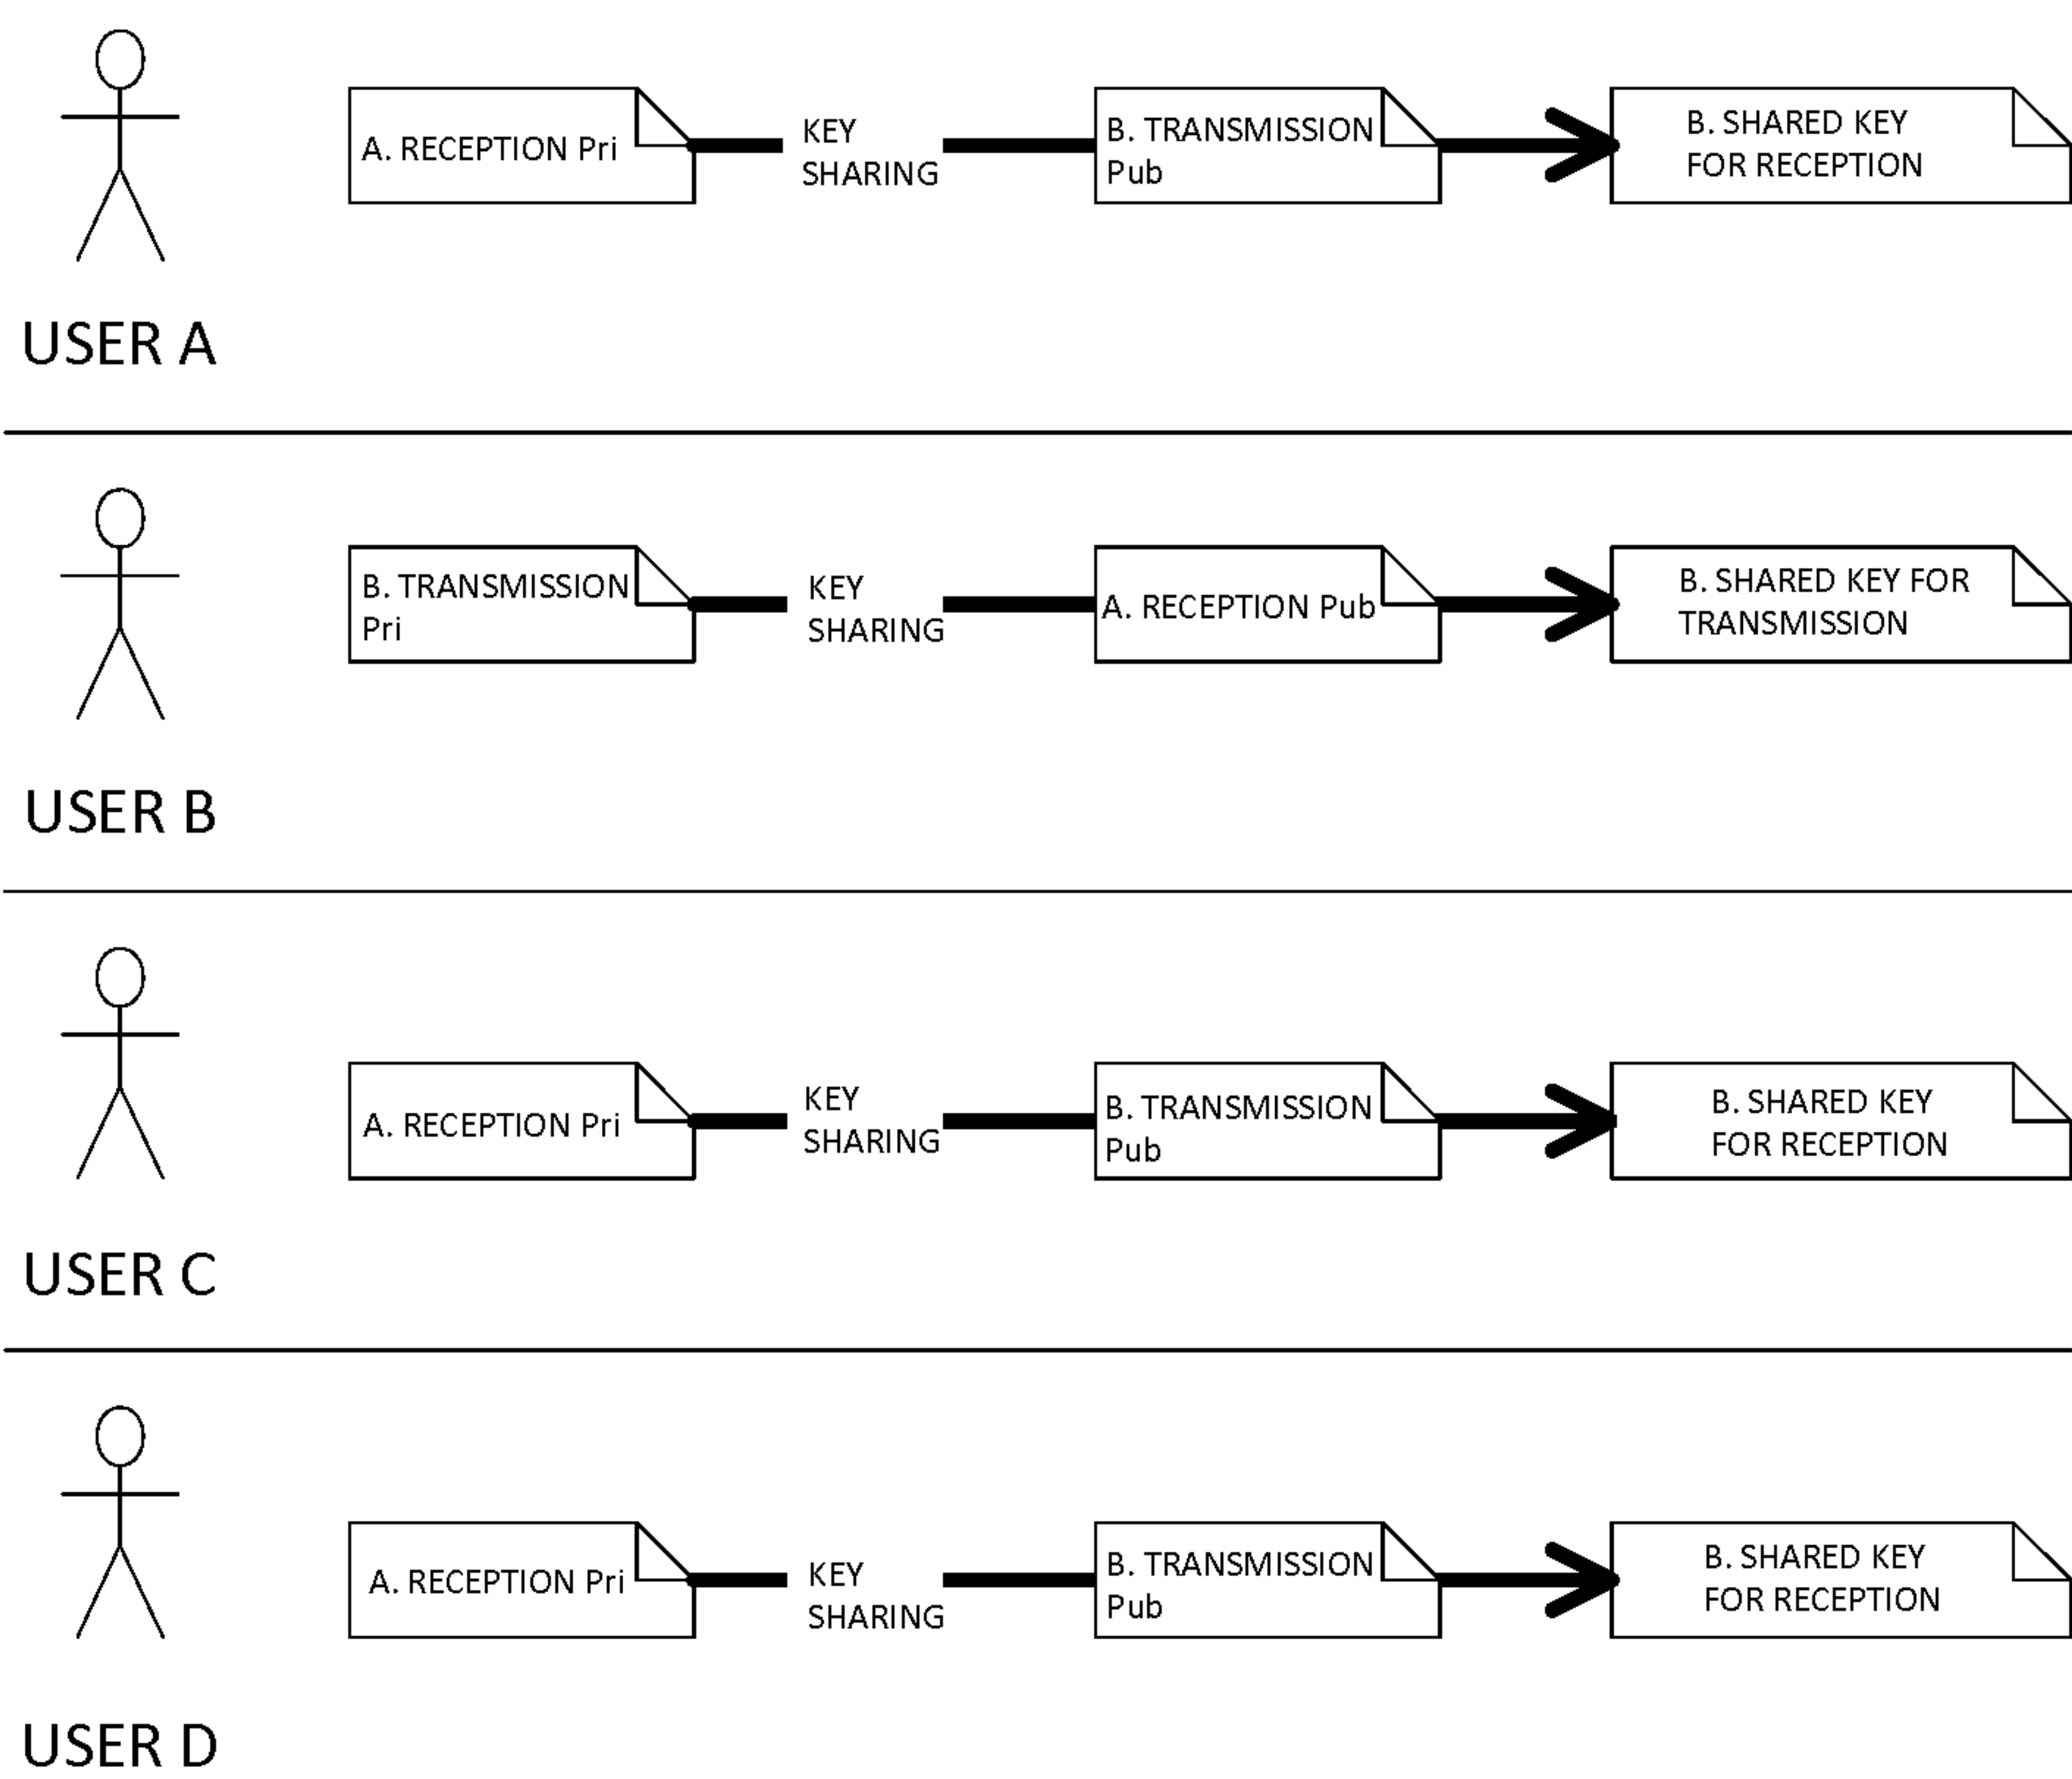 A. RECEPTION Pri
KEY
SHARING
B. TRANSMISSION
Pub
B. SHARED KEY
FOR RECEPTION
USER A
B. TRANSMISSION
Pri
KEY
SHARING
A. RECEPTION Pub
B. SHARED KEY FOR
TRANSMISSION
USER B
A. RECEPTION Pri
KEY
SHARING
B. TRANSMISSION
Pub
B. SHARED KEY
FOR RECEPTION
USER C
A. RECEPTION Pri
KEY
SHARING
B. TRANSMISSION
Pub
B. SHARED KEY
FOR RECEPTION
USER D